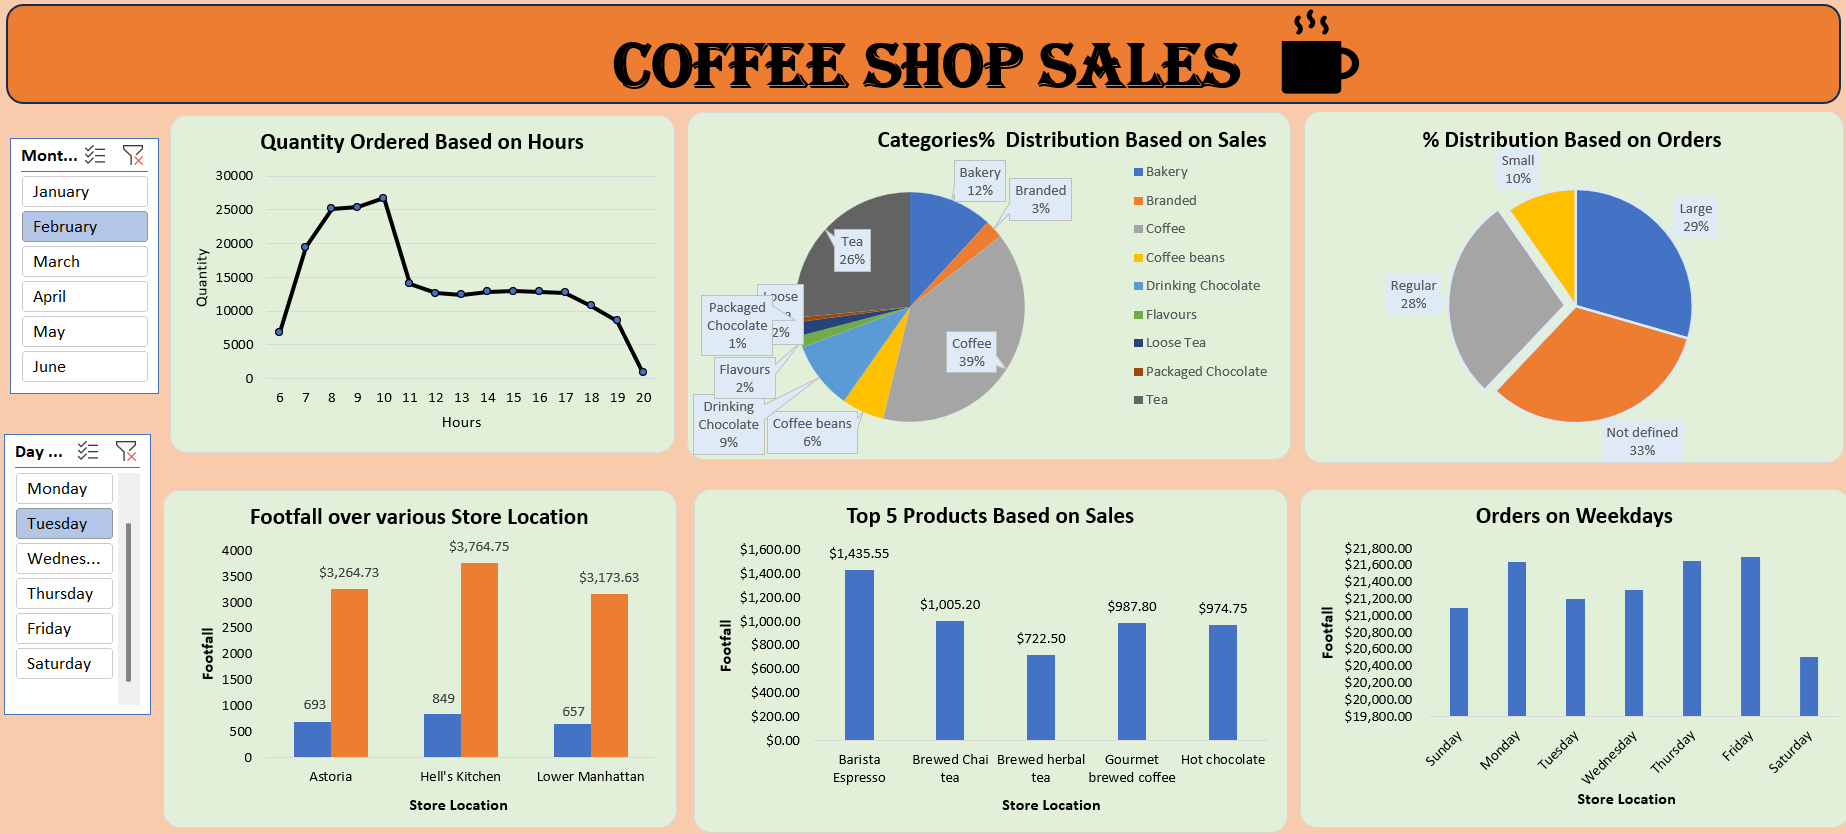 COFFEE SHOP SALES
Mont...
January
February
March
April
May
June
Day ...
Monday
Tuesday
Wednes...
Thursday
Friday
Saturday
Quantity Ordered Based on Hours
30000
25000
20000
15000
10000
5000
0
Quantity
6 7 8 9 10 11 12 13 14 15 16 17 18 19 20
Hours
Categories% Distribution Based on Sales
Bakery
12%
Branded
3%
Tea
26%
Loose
2%
Packaged
Chocolate
1%
Flavours
2%
Drinking
Chocolate
9%
Coffee beans
6%
Coffee
39%
Bakery
Branded
Coffee
Coffee beans
Drinking Chocolate
Flavours
Loose Tea
Packaged Chocolate
Tea
% Distribution Based on Orders
Small
10%
Large
29%
Regular
28%
Not defined
33%
Footfall over various Store Location
4000
3500
3000
2500
2000
1500
1000
500
0
Footfall
$3,264.73
$3,764.75
$3,173.63
693
849
657
Astoria
Hell's Kitchen
Lower Manhattan
Store Location
Top 5 Products Based on Sales
$1,600.00
$1,400.00
$1,200.00
$1,000.00
$800.00
$600.00
$400.00
$200.00
$0.00
Footfall
$1,435.55
$1,005.20
$722.50
$987.80
$974.75
Barista
Espresso
Brewed Chai
tea
Brewed herbal
tea
Gourmet
brewed coffee
Hot chocolate
Store Location
Orders on Weekdays
$21,800.00
$21,600.00
$21,400.00
$21,200.00
$21,000.00
$20,800.00
$20,600.00
$20,400.00
$20,200.00
$20,000.00
$19,800.00
Footfall
Sunday
Monday
Tuesday
Wednesday
Thursday
Friday
Saturday
Store Location